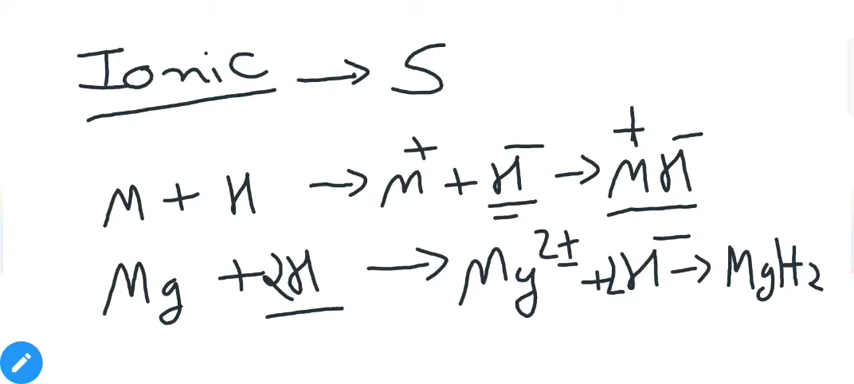 Ionic → S
M + H → M⁺ + H⁻ → M⁺H⁻
Mg + 2H → Mg²⁺ + 2H⁻ → MgH₂